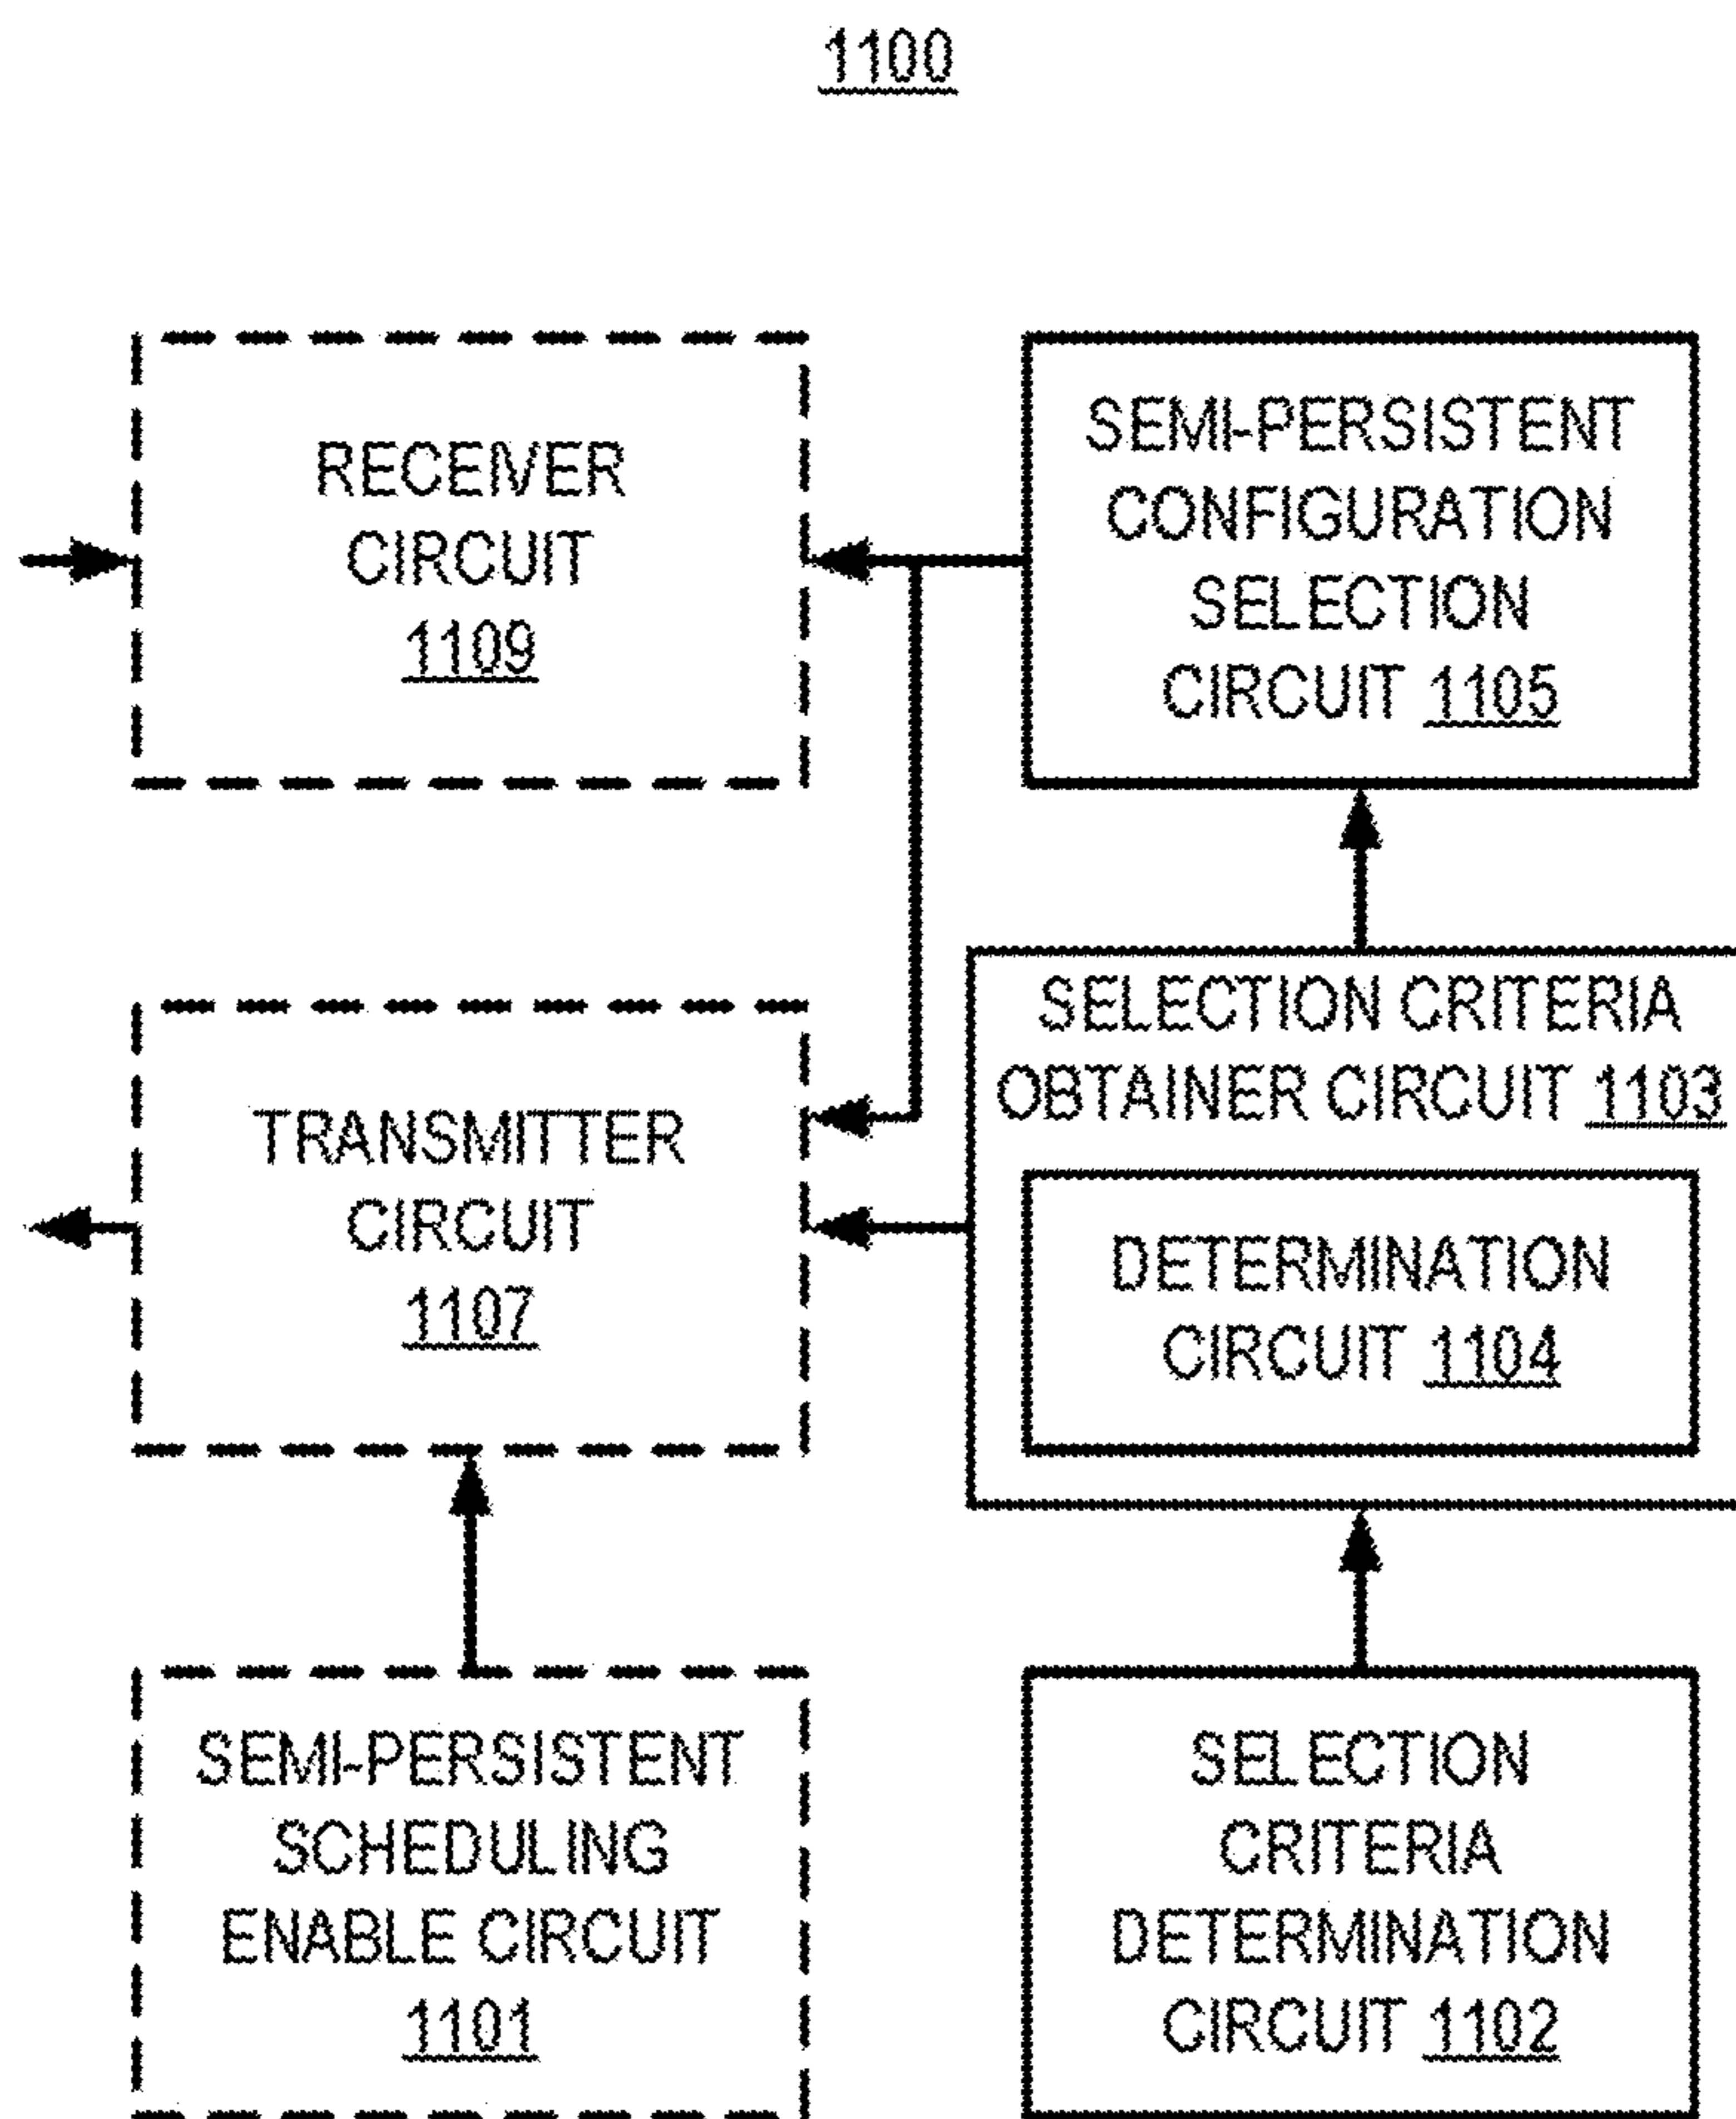 1100
RECEIVER
CIRCUIT
1109
SEMI-PERSISTENT
CONFIGURATION
SELECTION
CIRCUIT 1105
TRANSMITTER
CIRCUIT
1107
SELECTION CRITERIA
OBTAINER CIRCUIT 1103
DETERMINATION
CIRCUIT 1104
SEMI-PERSISTENT
SCHEDULING
ENABLE CIRCUIT
1101
SELECTION
CRITERIA
DETERMINATION
CIRCUIT 1102